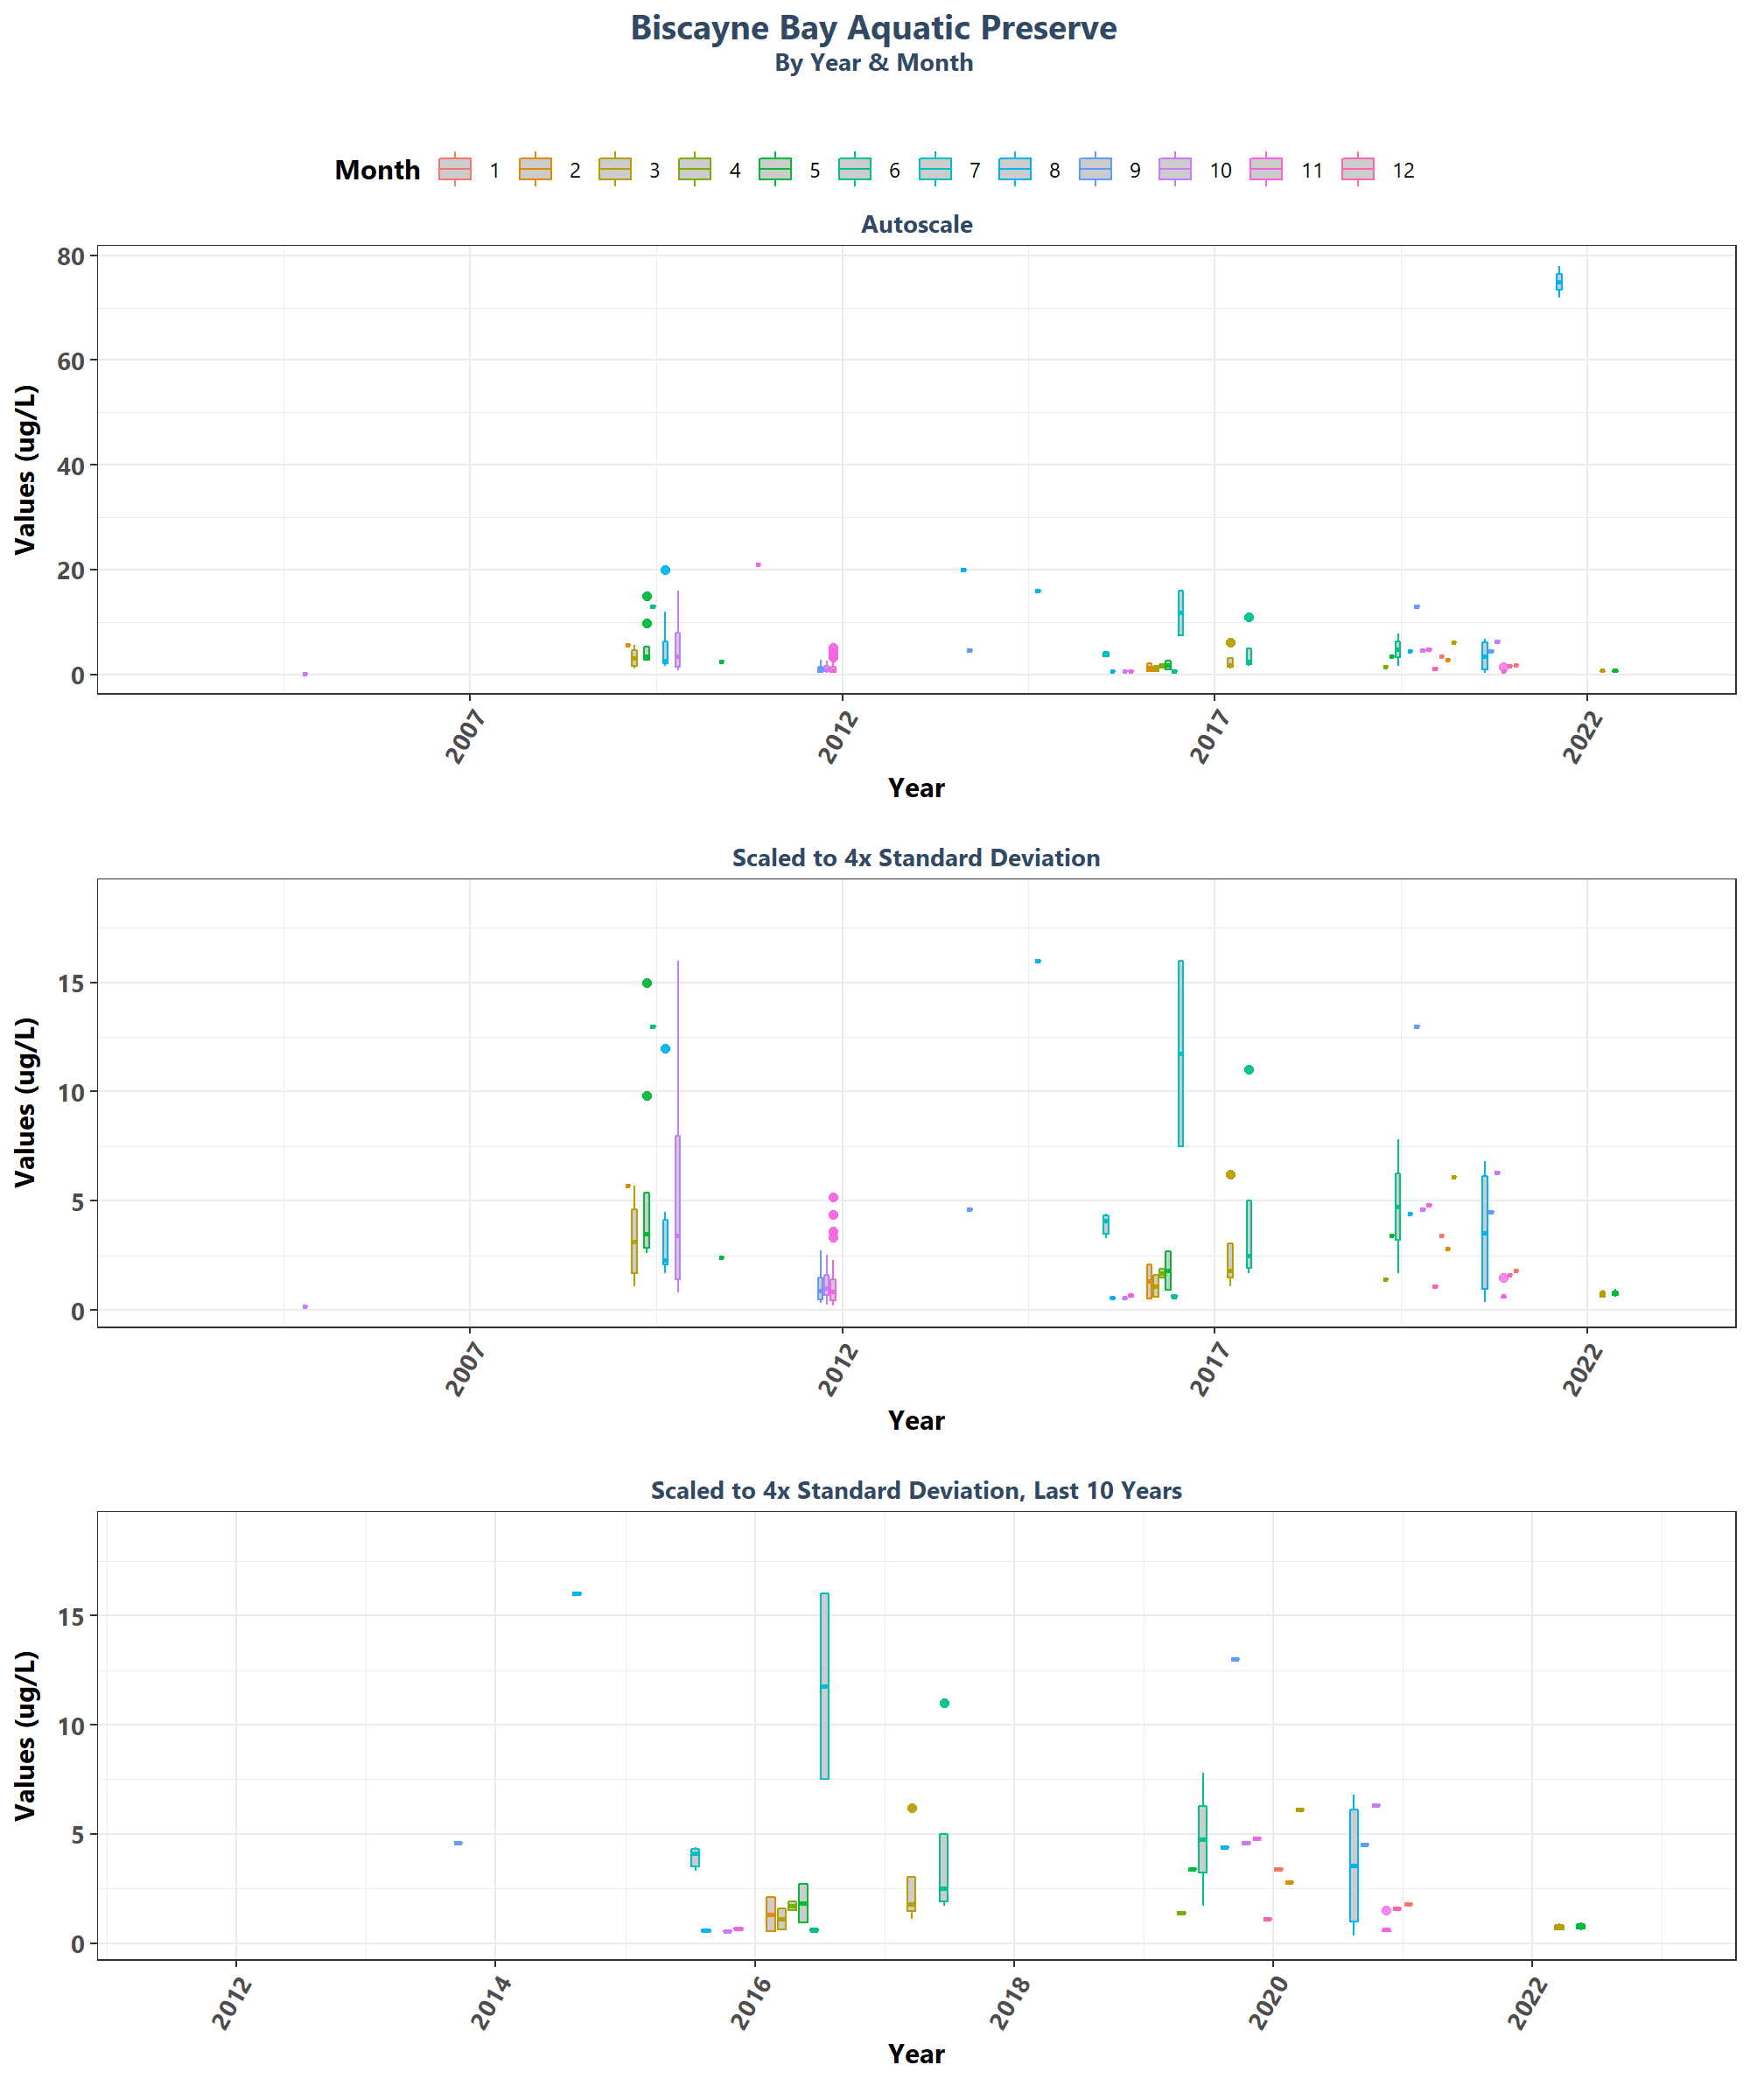 Biscayne Bay Aquatic Preserve
By Year & Month
Month 1 2 3 4 5 6 7 8 9 10 11 12
Autoscale
80
60
40
20
0
Values (ug/L)
2007 2012 2017 2022
Year
Scaled to 4x Standard Deviation
15
10
5
0
Values (ug/L)
2007 2012 2017 2022
Year
Scaled to 4x Standard Deviation, Last 10 Years
15
10
5
0
Values (ug/L)
2012 2014 2016 2018 2020 2022
Year